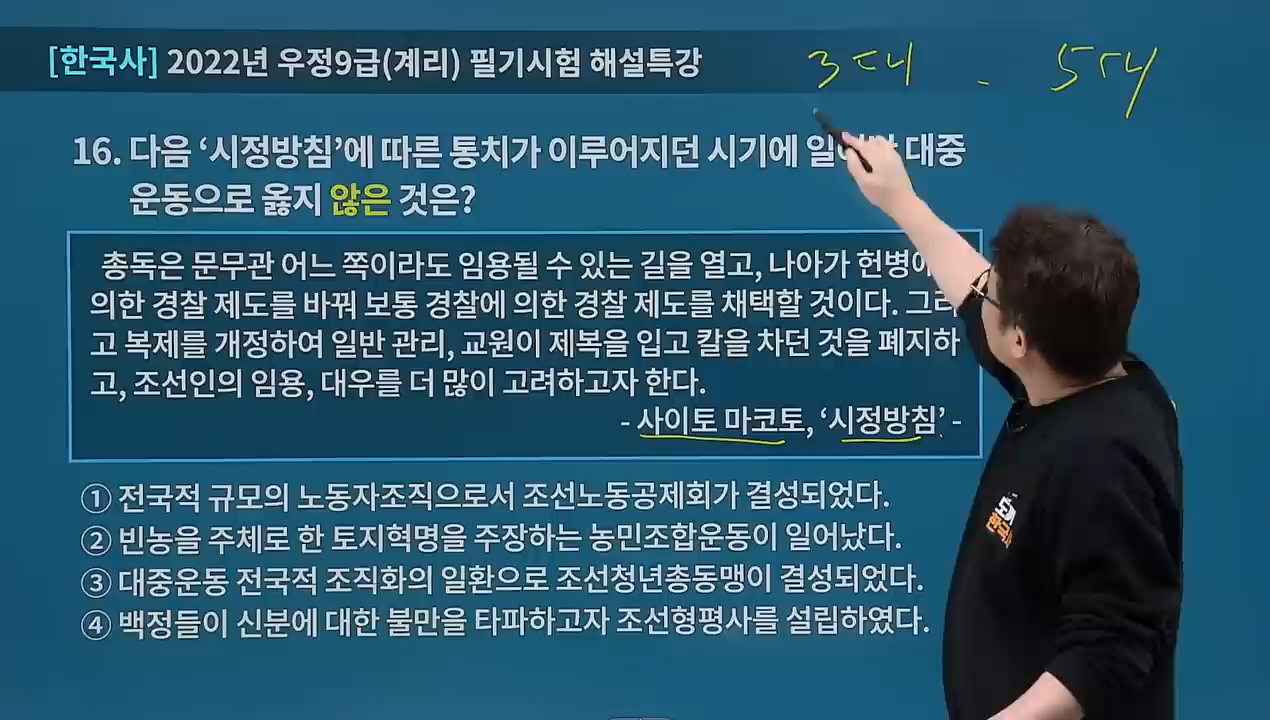 [한국사] 2022년 우정9급(계리) 필기시험 해설특강
3대 - 5대
16. 다음 ‘시정방침’에 따른 통치가 이루어지던 시기에 대중
운동으로 옳지 않은 것은?
총독은 문무관 어느 쪽이라도 임용될 수 있는 길을 열고, 나아가
의한 경찰 제도를 바꿔 보통 경찰에 의한 경찰 제도를 채택할 것이다.
고 복제를 개정하여 일반 관리, 교원이 제복을 입고 칼을 차던 것을 폐지하
고, 조선인의 임용, 대우를 더 많이 고려하고자 한다.
- 사이토 마코토, ‘시정방침’ -
① 전국적 규모의 노동자조직으로서 조선노동공제회가 결성되었다.
② 빈농을 주체로 한 토지혁명을 주장하는 농민조합운동이 일어났다.
③ 대중운동 전국적 조직화의 일환으로 조선청년총동맹이 결성되었다.
④ 백정들이 신분에 대한 불만을 타파하고자 조선형평사를 설립하였다.